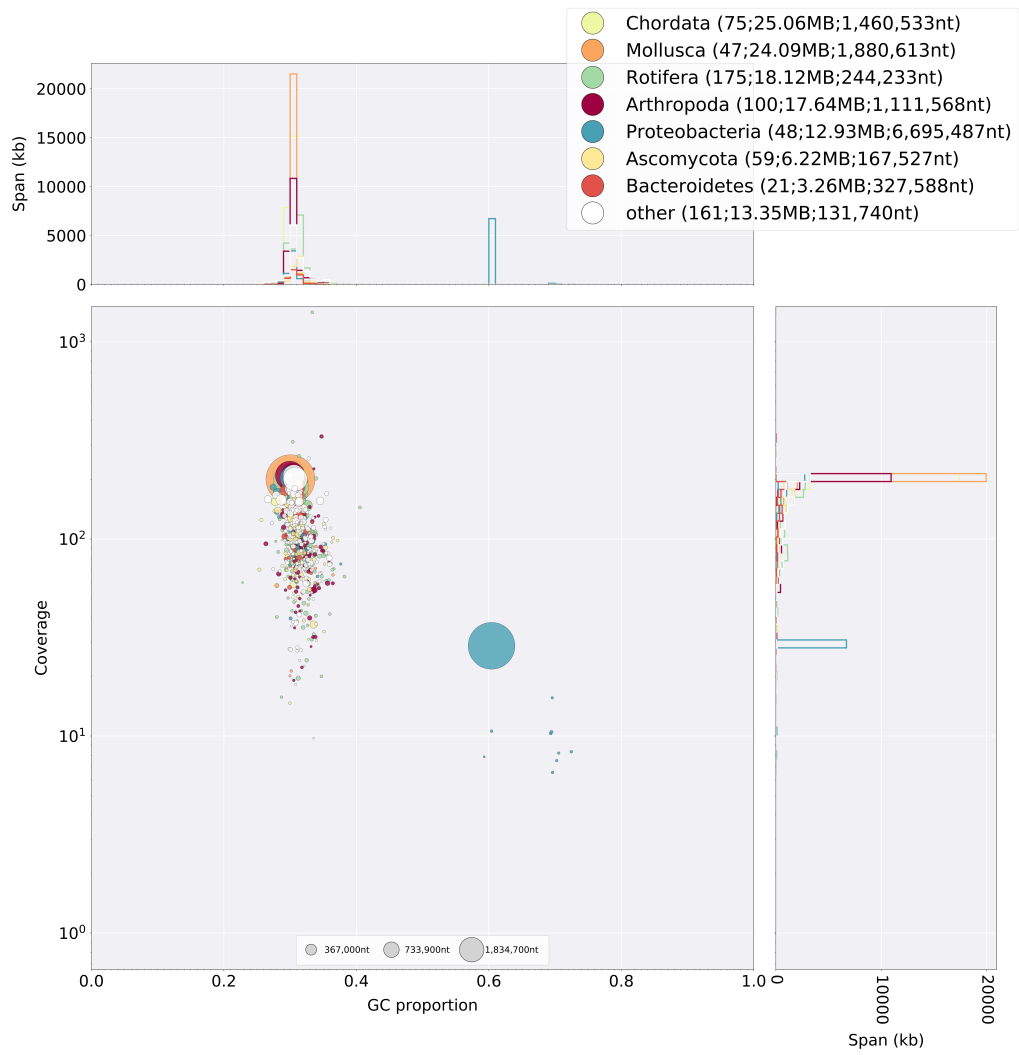 Chordata (75;25.06MB;1,460,533nt)
Mollusca (47;24.09MB;1,880,613nt)
Rotifera (175;18.12MB;244,233nt)
Arthropoda (100;17.64MB;1,111,568nt)
Proteobacteria (48;12.93MB;6,695,487nt)
Ascomycota (59;6.22MB;167,527nt)
Bacteroidetes (21;3.26MB;327,588nt)
other (161;13.35MB;131,740nt)
Span (kb)
20000
15000
10000
5000
0
Coverage
10³
10²
10¹
10⁰
367,000nt 733,900nt 1,834,700nt
0.0 0.2 0.4 0.6 0.8 1.0
GC proportion
0 10000 20000
Span (kb)